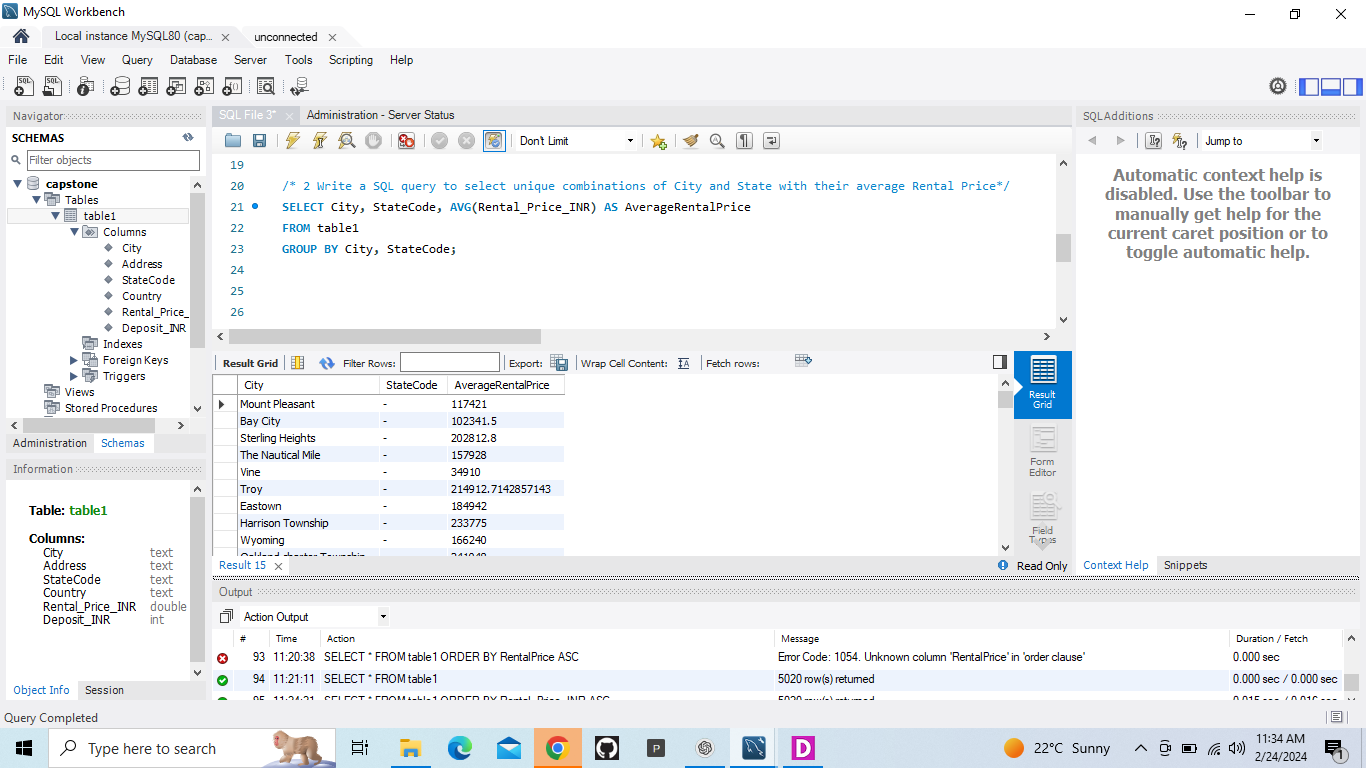 MySQL Workbench
Local instance MySQL80 (cap... unconnected
File Edit View Query Database Server Tools Scripting Help
Navigator
SCHEMAS
Filter objects
capstone
Tables
table1
Columns
City
Address
StateCode
Country
Rental_Price_
Deposit_INR
Indexes
Foreign Keys
Triggers
Views
Stored Procedures
Administration Schemas
Information
Table: table1
Columns:
City text
Address text
StateCode text
Country text
Rental_Price_INR double
Deposit_INR int
Object Info Session
SQL File 3* Administration - Server Status
Don't Limit
19
20 /* 2 Write a SQL query to select unique combinations of City and State with their average Rental Price*/
21 SELECT City, StateCode, AVG(Rental_Price_INR) AS AverageRentalPrice
22 FROM table1
23 GROUP BY City, StateCode;
24
25
26
Result Grid Filter Rows: Export: Wrap Cell Content: Fetch rows:
City StateCode AverageRentalPrice
Mount Pleasant - 117421
Bay City - 102341.5
Sterling Heights - 202812.8
The Nautical Mile - 157928
Vine - 34910
Troy - 214912.7142857143
Eastown - 184942
Harrison Township - 233775
Wyoming - 166240
Result Grid
Form Editor
Field Types
Result 15 Read Only
SQLAdditions
Jump to
Automatic context help is
disabled. Use the toolbar to
manually get help for the
current caret position or to
toggle automatic help.
Context Help Snippets
Output
Action Output
# Time Action Message Duration / Fetch
93 11:20:38 SELECT * FROM table1 ORDER BY RentalPrice ASC Error Code: 1054. Unknown column 'RentalPrice' in 'order clause' 0.000 sec
94 11:21:11 SELECT * FROM table1 5020 row(s) returned 0.000 sec / 0.000 sec
Query Completed
Type here to search
22°C Sunny
11:34 AM
2/24/2024
1